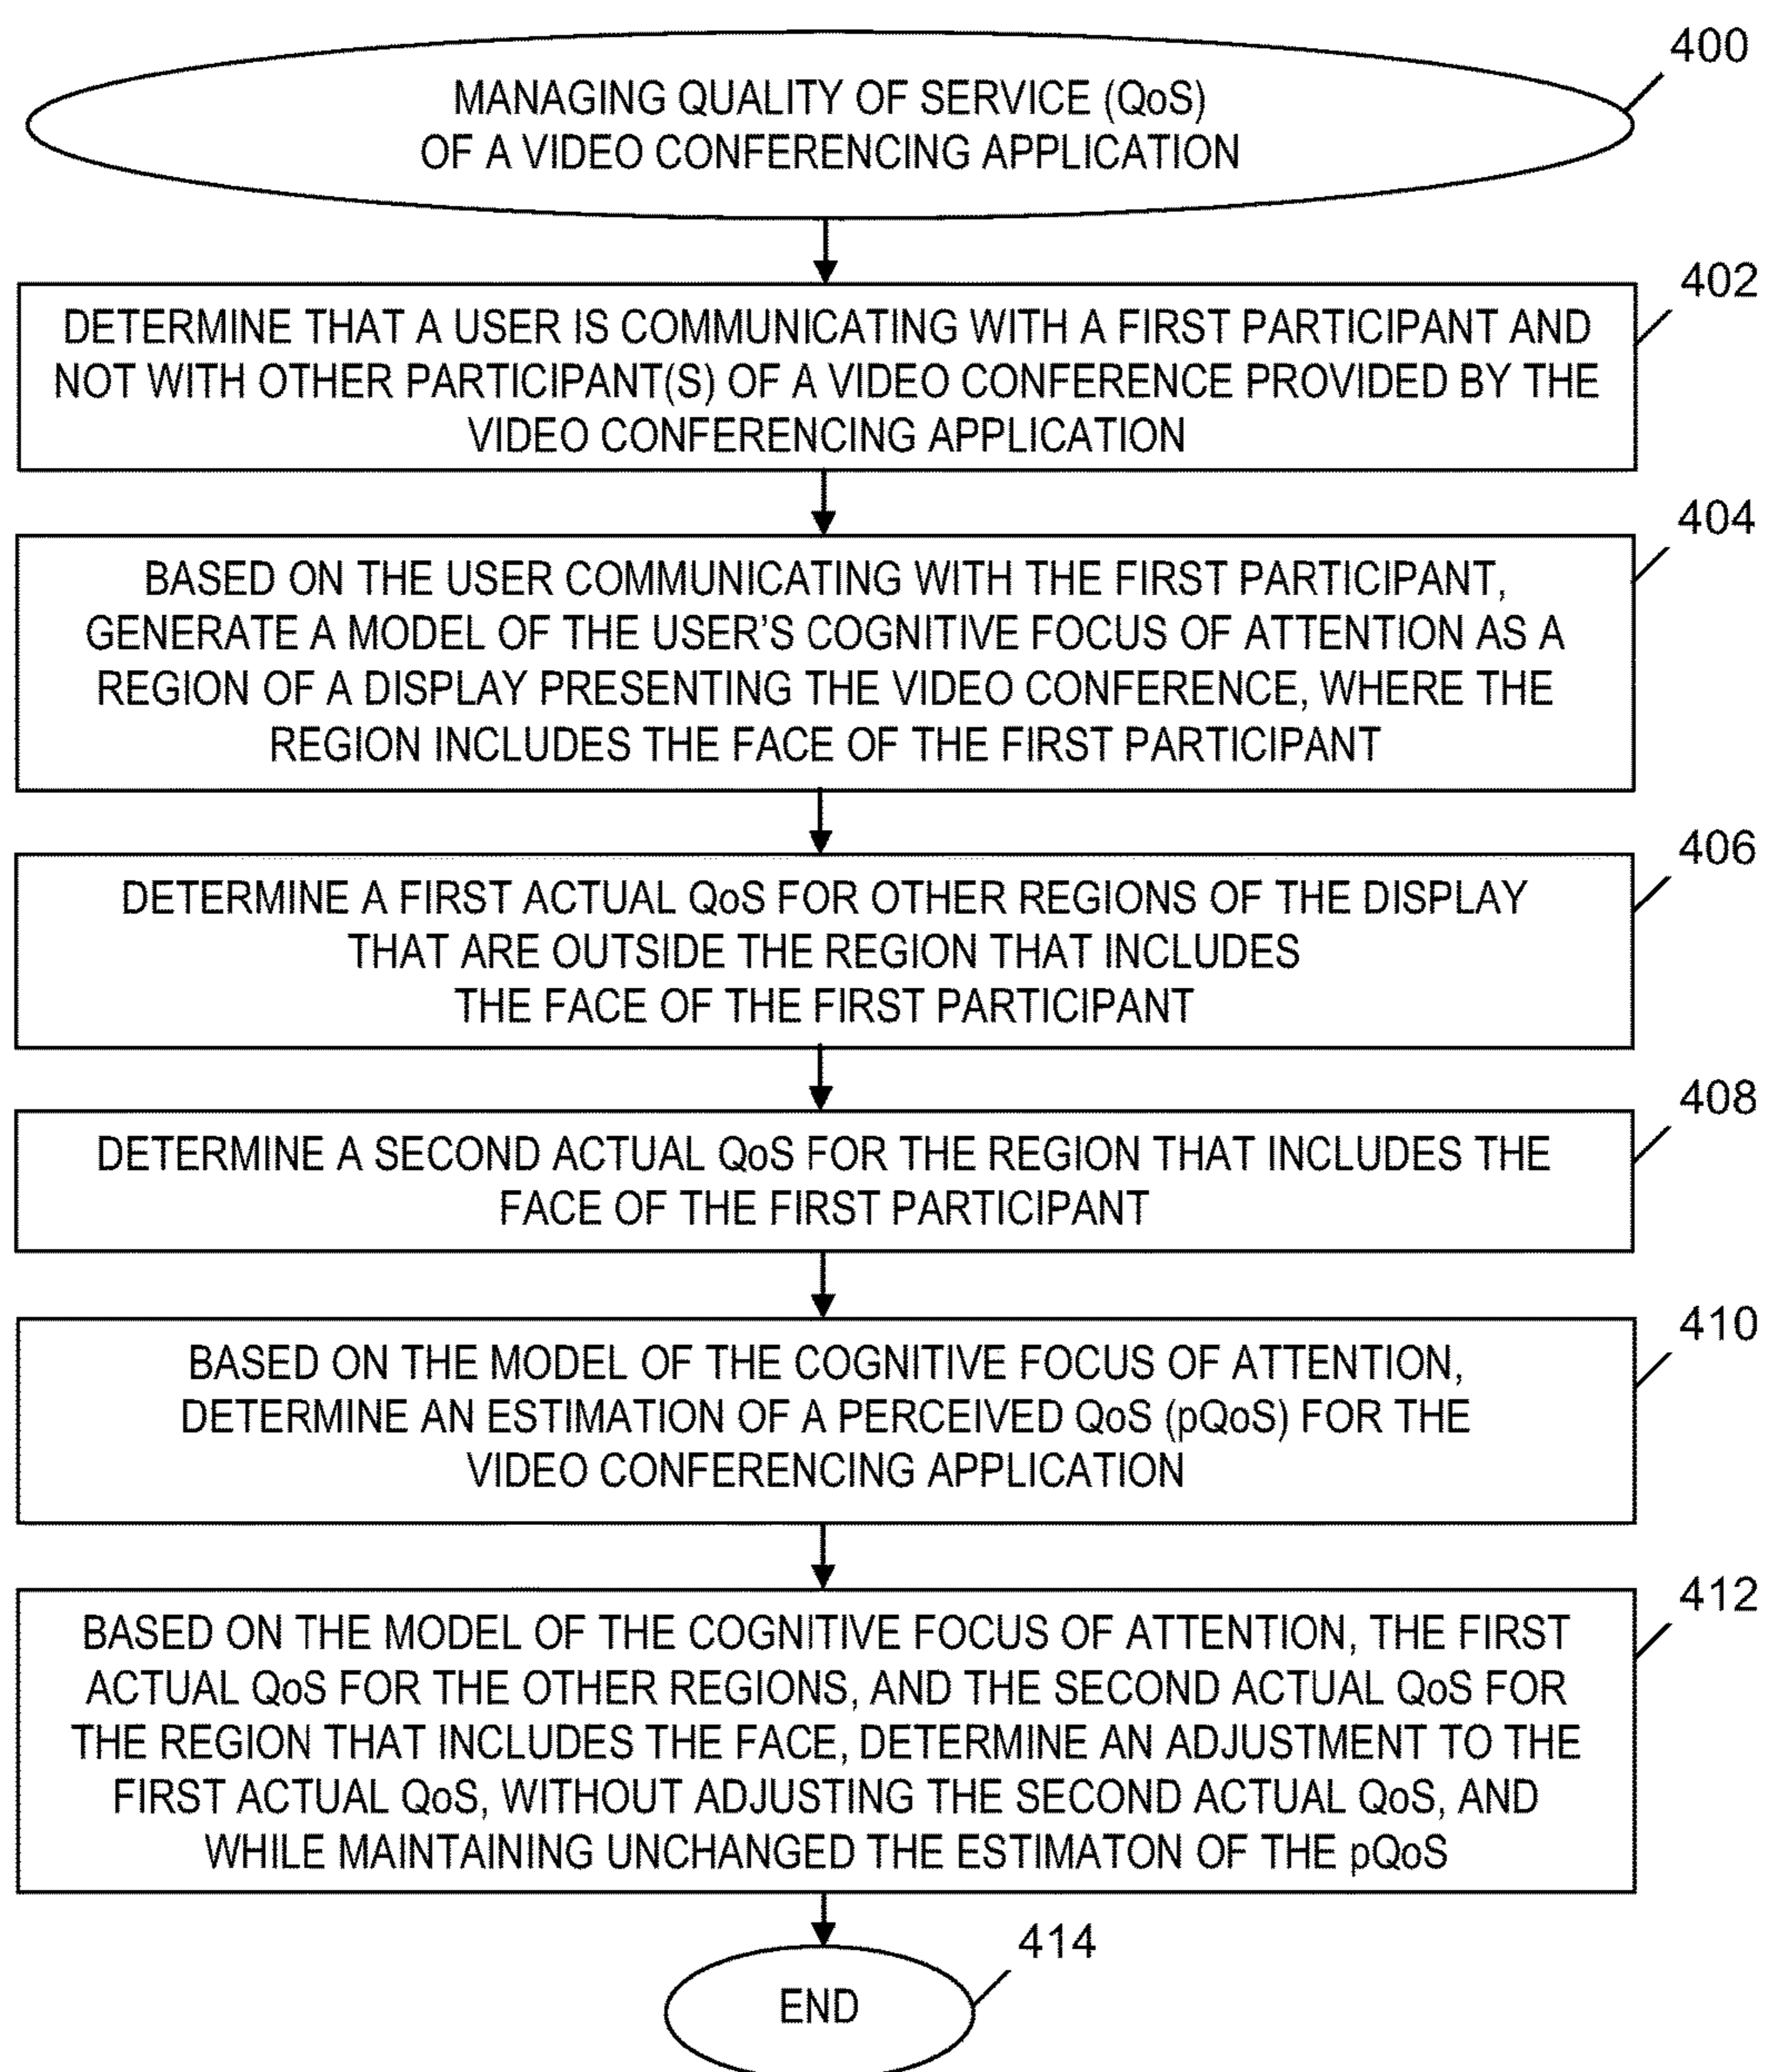 400
MANAGING QUALITY OF SERVICE (QoS)
OF A VIDEO CONFERENCING APPLICATION
402
DETERMINE THAT A USER IS COMMUNICATING WITH A FIRST PARTICIPANT AND
NOT WITH OTHER PARTICIPANT(S) OF A VIDEO CONFERENCE PROVIDED BY THE
VIDEO CONFERENCING APPLICATION
404
BASED ON THE USER COMMUNICATING WITH THE FIRST PARTICIPANT,
GENERATE A MODEL OF THE USER'S COGNITIVE FOCUS OF ATTENTION AS A
REGION OF A DISPLAY PRESENTING THE VIDEO CONFERENCE, WHERE THE
REGION INCLUDES THE FACE OF THE FIRST PARTICIPANT
406
DETERMINE A FIRST ACTUAL QoS FOR OTHER REGIONS OF THE DISPLAY
THAT ARE OUTSIDE THE REGION THAT INCLUDES
THE FACE OF THE FIRST PARTICIPANT
408
DETERMINE A SECOND ACTUAL QoS FOR THE REGION THAT INCLUDES THE
FACE OF THE FIRST PARTICIPANT
410
BASED ON THE MODEL OF THE COGNITIVE FOCUS OF ATTENTION,
DETERMINE AN ESTIMATION OF A PERCEIVED QoS (pQoS) FOR THE
VIDEO CONFERENCING APPLICATION
412
BASED ON THE MODEL OF THE COGNITIVE FOCUS OF ATTENTION, THE FIRST
ACTUAL QoS FOR THE OTHER REGIONS, AND THE SECOND ACTUAL QoS FOR
THE REGION THAT INCLUDES THE FACE, DETERMINE AN ADJUSTMENT TO THE
FIRST ACTUAL QoS, WITHOUT ADJUSTING THE SECOND ACTUAL QoS, AND
WHILE MAINTAINING UNCHANGED THE ESTIMATON OF THE pQoS
414
END